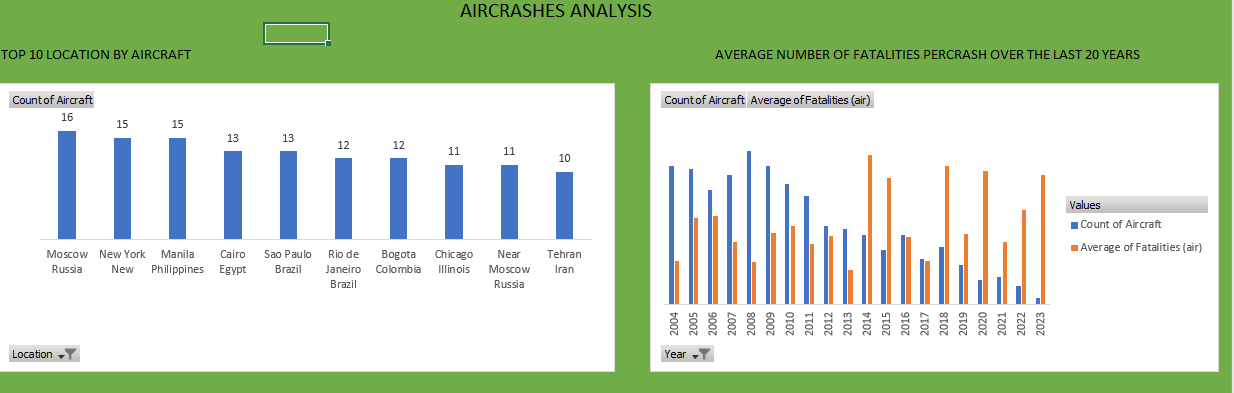 AIRCRASHES ANALYSIS
TOP 10 LOCATION BY AIRCRAFT
Count of Aircraft
16
15
15
13
13
12
12
11
11
10
Moscow Russia
New York New
Manila Philippines
Cairo Egypt
Sao Paulo Brazil
Rio de Janeiro Brazil
Bogota Colombia
Chicago Illinois
Near Moscow Russia
Tehran Iran
Location
AVERAGE NUMBER OF FATALITIES PERCRASH OVER THE LAST 20 YEARS
Count of Aircraft Average of Fatalities (air)
Values
Count of Aircraft
Average of Fatalities (air)
2004
2005
2006
2007
2008
2009
2010
2011
2012
2013
2014
2015
2016
2017
2018
2019
2020
2021
2022
2023
Year